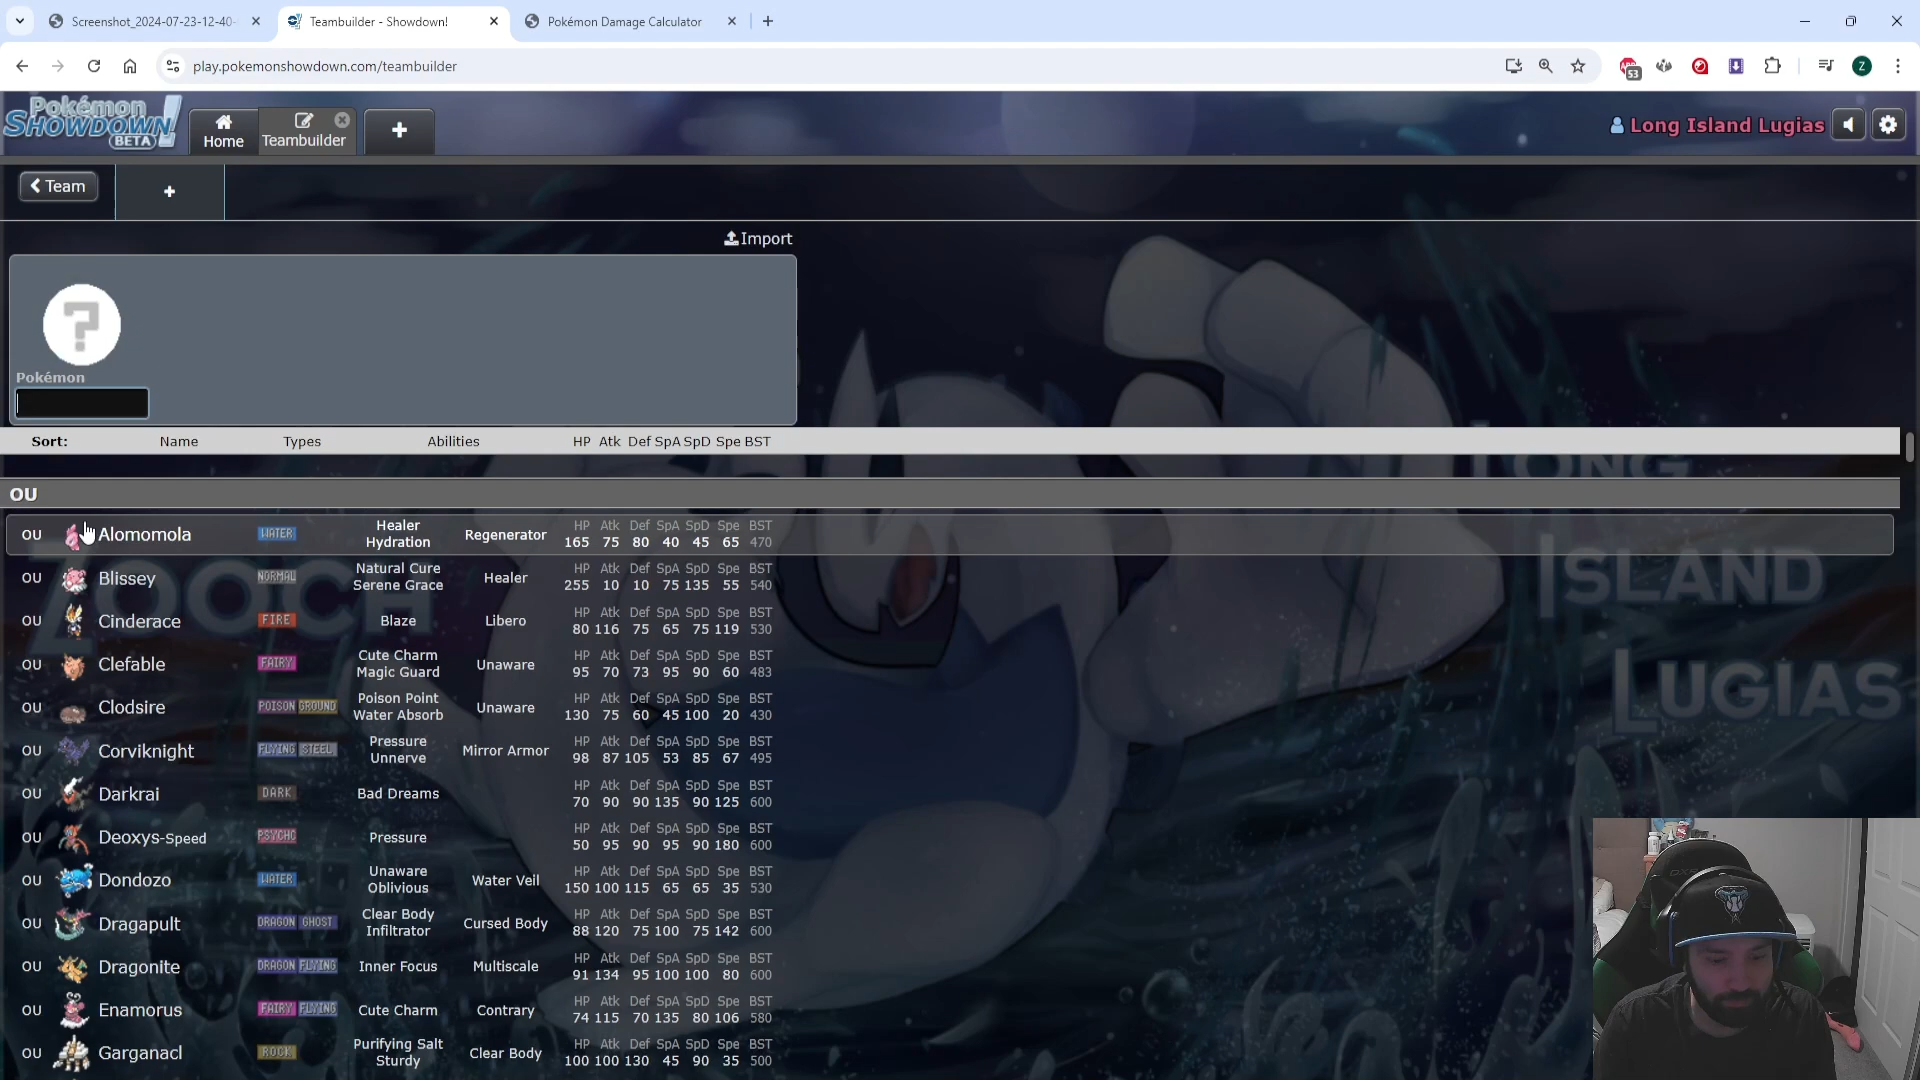 Screenshot_2024-07-23-12-40-
Teambuilder - Showdown!
Pokémon Damage Calculator
play.pokemonshowdown.com/teambuilder
53
Z
Pokémon
SHOWDOWN!
BETA
Home
Teambuilder
Long Island Lugias
Team
Import
Pokémon
Sort: Name Types Abilities HP Atk Def SpA SpD Spe BST
OU
OU Alomomola WATER Healer Hydration Regenerator HP 165 Atk 75 Def 80 SpA 40 SpD 45 Spe 65 BST 470
OU Blissey NORMAL Natural Cure Serene Grace Healer HP 255 Atk 10 Def 10 SpA 75 SpD 135 Spe 55 BST 540
OU Cinderace FIRE Blaze Libero HP 80 Atk 116 Def 75 SpA 65 SpD 75 Spe 119 BST 530
OU Clefable FAIRY Cute Charm Magic Guard Unaware HP 95 Atk 70 Def 73 SpA 95 SpD 90 Spe 60 BST 483
OU Clodsire POISON GROUND Poison Point Water Absorb Unaware HP 130 Atk 75 Def 60 SpA 45 SpD 100 Spe 20 BST 430
OU Corviknight FLYING STEEL Pressure Unnerve Mirror Armor HP 98 Atk 87 Def 105 SpA 53 SpD 85 Spe 67 BST 495
OU Darkrai DARK Bad Dreams HP 70 Atk 90 Def 90 SpA 135 SpD 90 Spe 125 BST 600
OU Deoxys-Speed PSYCHC Pressure HP 50 Atk 95 Def 90 SpA 95 SpD 90 Spe 180 BST 600
OU Dondozo WATER Unaware Oblivious Water Veil HP 150 Atk 100 Def 115 SpA 65 SpD 65 Spe 35 BST 530
OU Dragapult DRAGON GHOST Clear Body Infiltrator Cursed Body HP 88 Atk 120 Def 75 SpA 100 SpD 75 Spe 142 BST 600
OU Dragonite DRAGON FLYING Inner Focus Multiscale HP 91 Atk 134 Def 95 SpA 100 SpD 100 Spe 80 BST 600
OU Enamorus FAIRY FLYING Cute Charm Contrary HP 74 Atk 115 Def 70 SpA 135 SpD 80 Spe 106 BST 580
OU Garganacl ROCK Purifying Salt Sturdy Clear Body HP 100 Atk 100 Def 130 SpA 45 SpD 90 Spe 35 BST 500
ZOOCH
LONG
ISLAND
LUGIAS